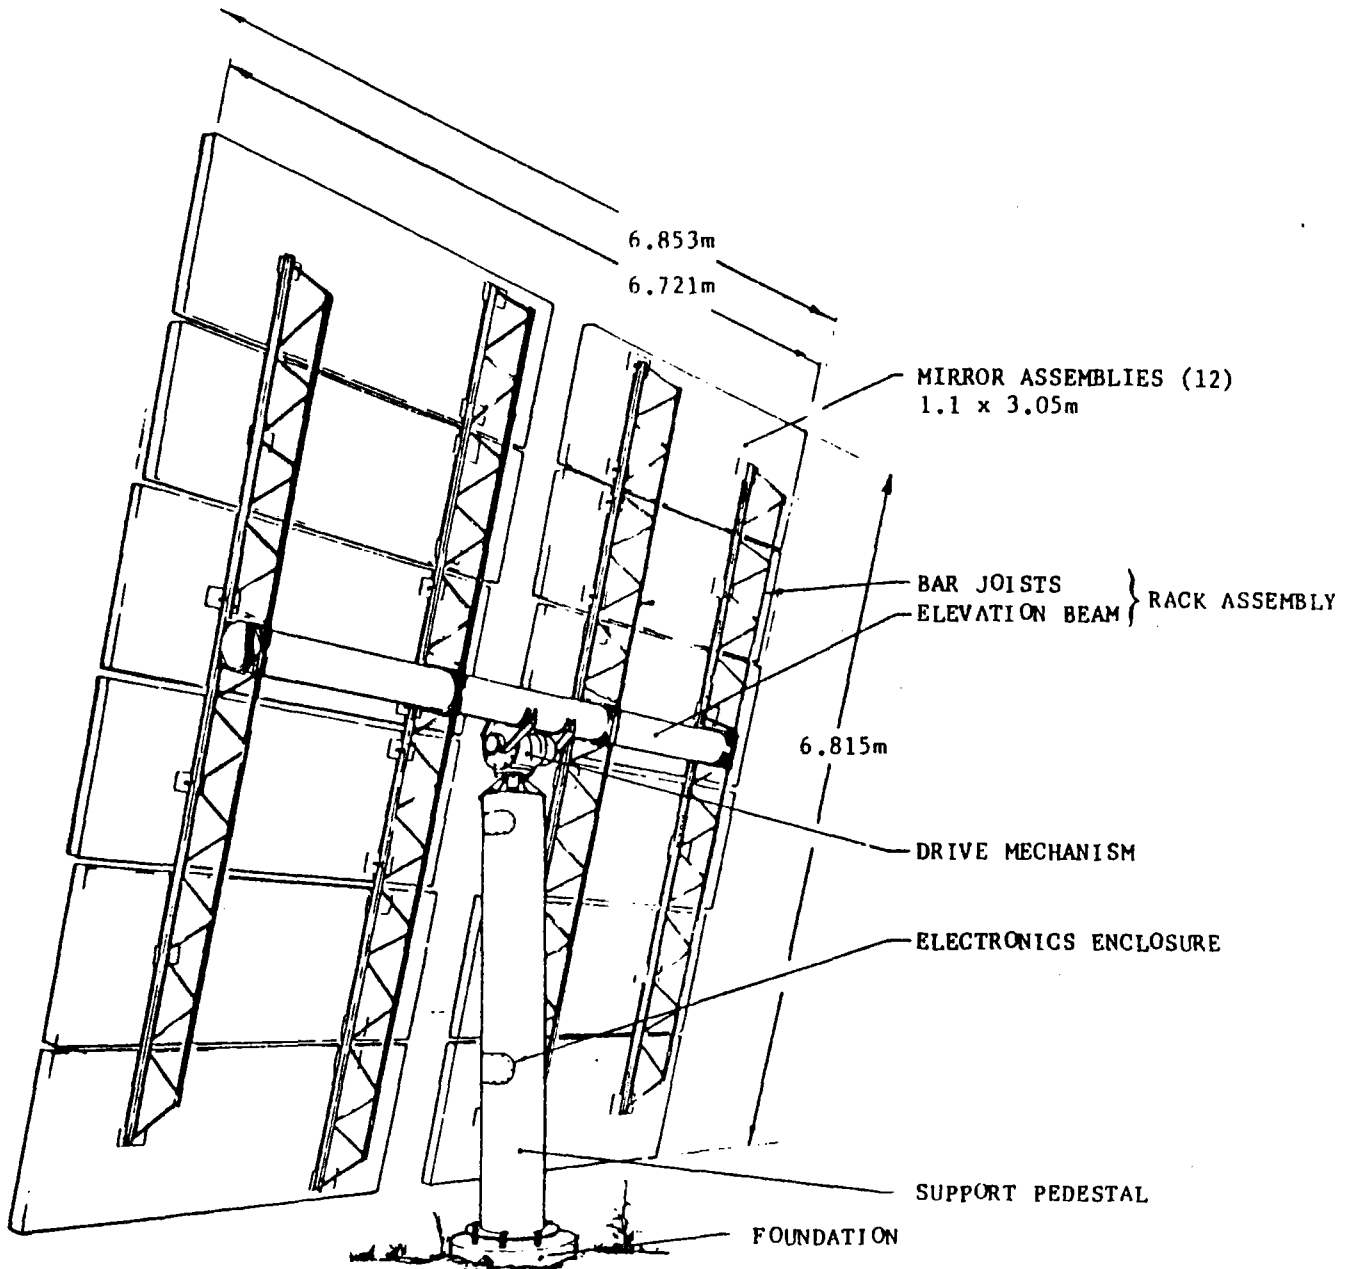 6.853m
6.721m
MIRROR ASSEMBLIES (12)
1.1 x 3.05m
BAR JOISTS
ELEVATION BEAM } RACK ASSEMBLY
6.815m
DRIVE MECHANISM
ELECTRONICS ENCLOSURE
SUPPORT PEDESTAL
FOUNDATION